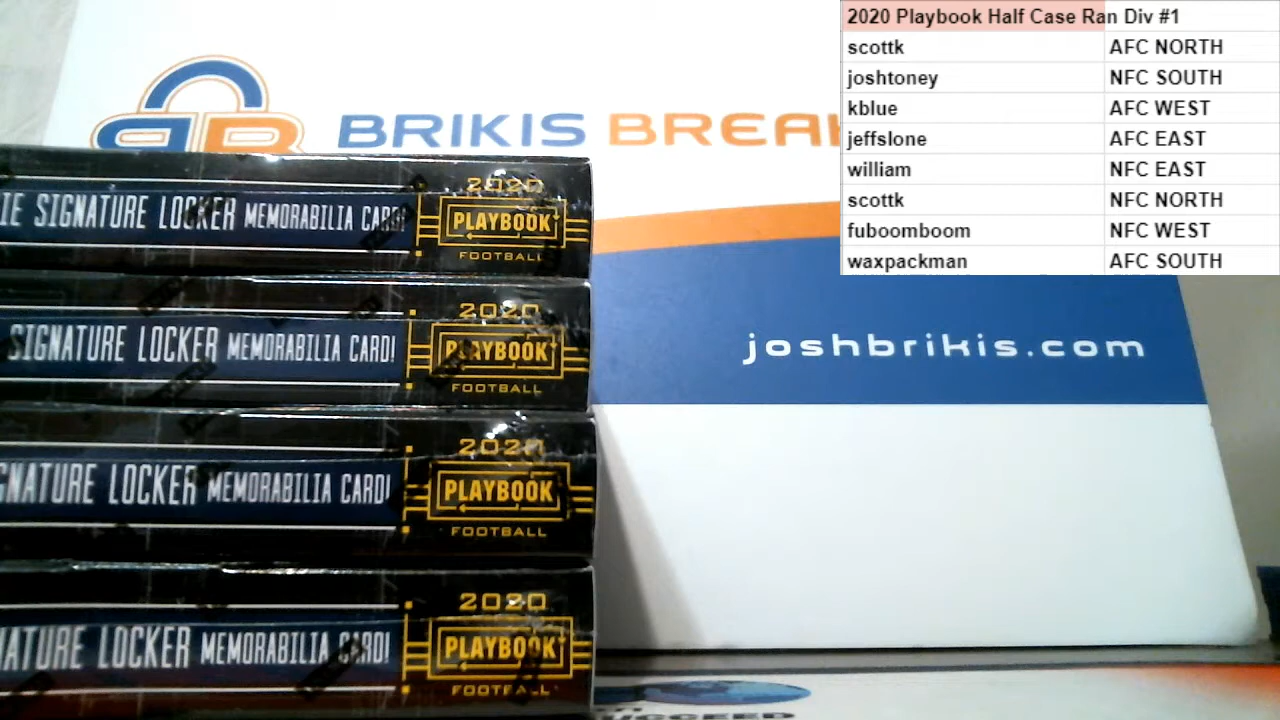 2020 Playbook Half Case Ran Div #1
scottk AFC NORTH
joshtoney NFC SOUTH
kblue AFC WEST
jeffslone AFC EAST
william NFC EAST
scottk NFC NORTH
fuboomboom NFC WEST
waxpackman AFC SOUTH
BRIKIS BREAK
joshbrikis.com
IE SIGNATURE LOCKER MEMORABILIA CARD!
2020
PLAYBOOK
FOOTBALL
SIGNATURE LOCKER MEMORABILIA CARD!
2020
PLAYBOOK
FOOTBALL
GNATURE LOCKER MEMORABILIA CARD!
2020
PLAYBOOK
FOOTBALL
NATURE LOCKER MEMORABILIA CARD!
2020
PLAYBOOK
FOOTBALL